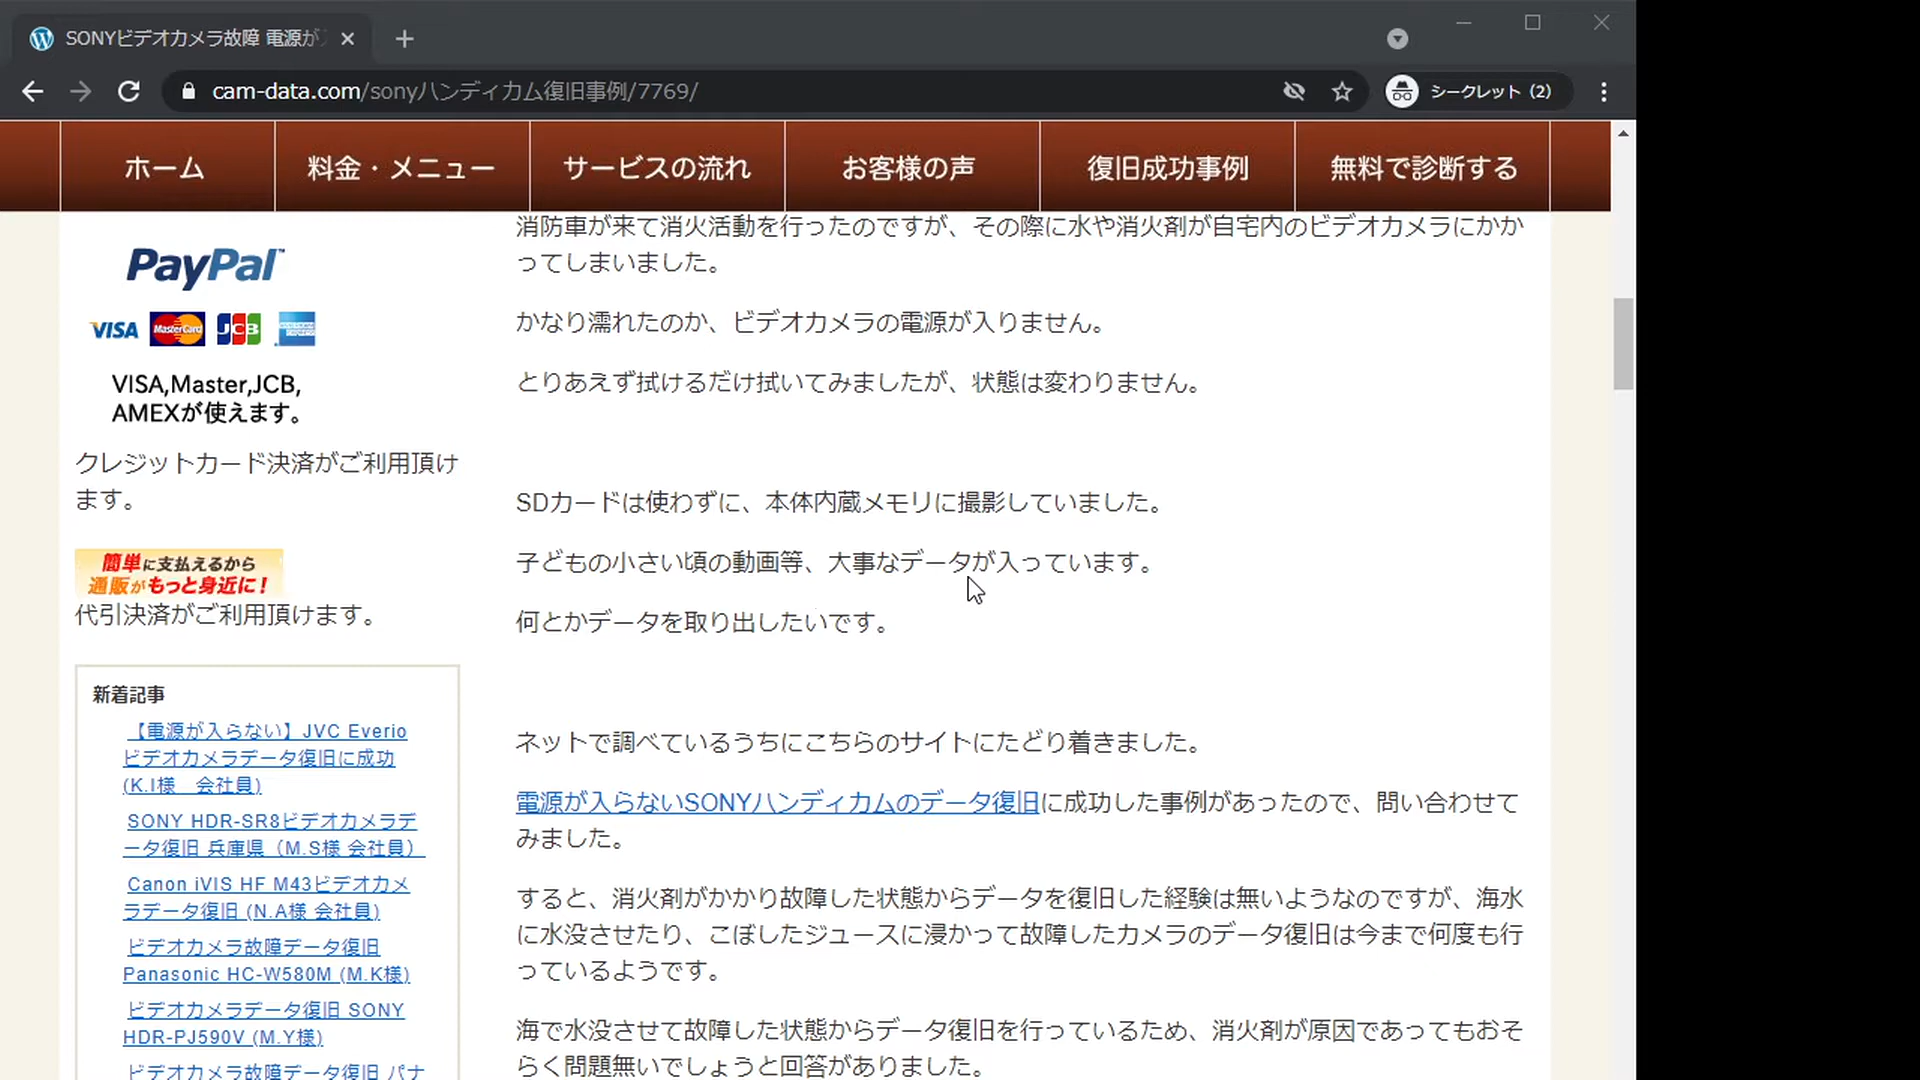 SONYビデオカメラ故障 電源が
cam-data.com/sonyハンディカム復旧事例/7769/
シークレット (2)
ホーム
料金・メニュー
サービスの流れ
お客様の声
復旧成功事例
無料で診断する
PayPal™
VISA MasterCard JCB
VISA,Master,JCB,
AMEXが使えます。
クレジットカード決済がご利用頂け
ます。
簡単に支払えるから
通販がもっと身近に!
代引決済がご利用頂けます。
新着記事
【電源が入らない】JVC Everio
ビデオカメラデータ復旧に成功
(K.I様　会社員)
SONY HDR-SR8ビデオカメラデ
ータ復旧 兵庫県（M.S様 会社員）
Canon iVIS HF M43ビデオカメ
ラデータ復旧 (N.A様 会社員)
ビデオカメラ故障データ復旧
Panasonic HC-W580M (M.K様)
ビデオカメラデータ復旧 SONY
HDR-PJ590V (M.Y様)
ビデオカメラ故障データ復旧 パナ
消防車が来て消火活動を行ったのですが、その際に水や消火剤が自宅内のビデオカメラにかか
ってしまいました。
かなり濡れたのか、ビデオカメラの電源が入りません。
とりあえず拭けるだけ拭いてみましたが、状態は変わりません。
SDカードは使わずに、本体内蔵メモリに撮影していました。
子どもの小さい頃の動画等、大事なデータが入っています。
何とかデータを取り出したいです。
ネットで調べているうちにこちらのサイトにたどり着きました。
電源が入らないSONYハンディカムのデータ復旧に成功した事例があったので、問い合わせて
みました。
すると、消火剤がかかり故障した状態からデータを復旧した経験は無いようなのですが、海水
に水没させたり、こぼしたジュースに浸かって故障したカメラのデータ復旧は今まで何度も行
っているようです。
海で水没させて故障した状態からデータ復旧を行っているため、消火剤が原因であってもおそ
らく問題無いでしょうと回答がありました。